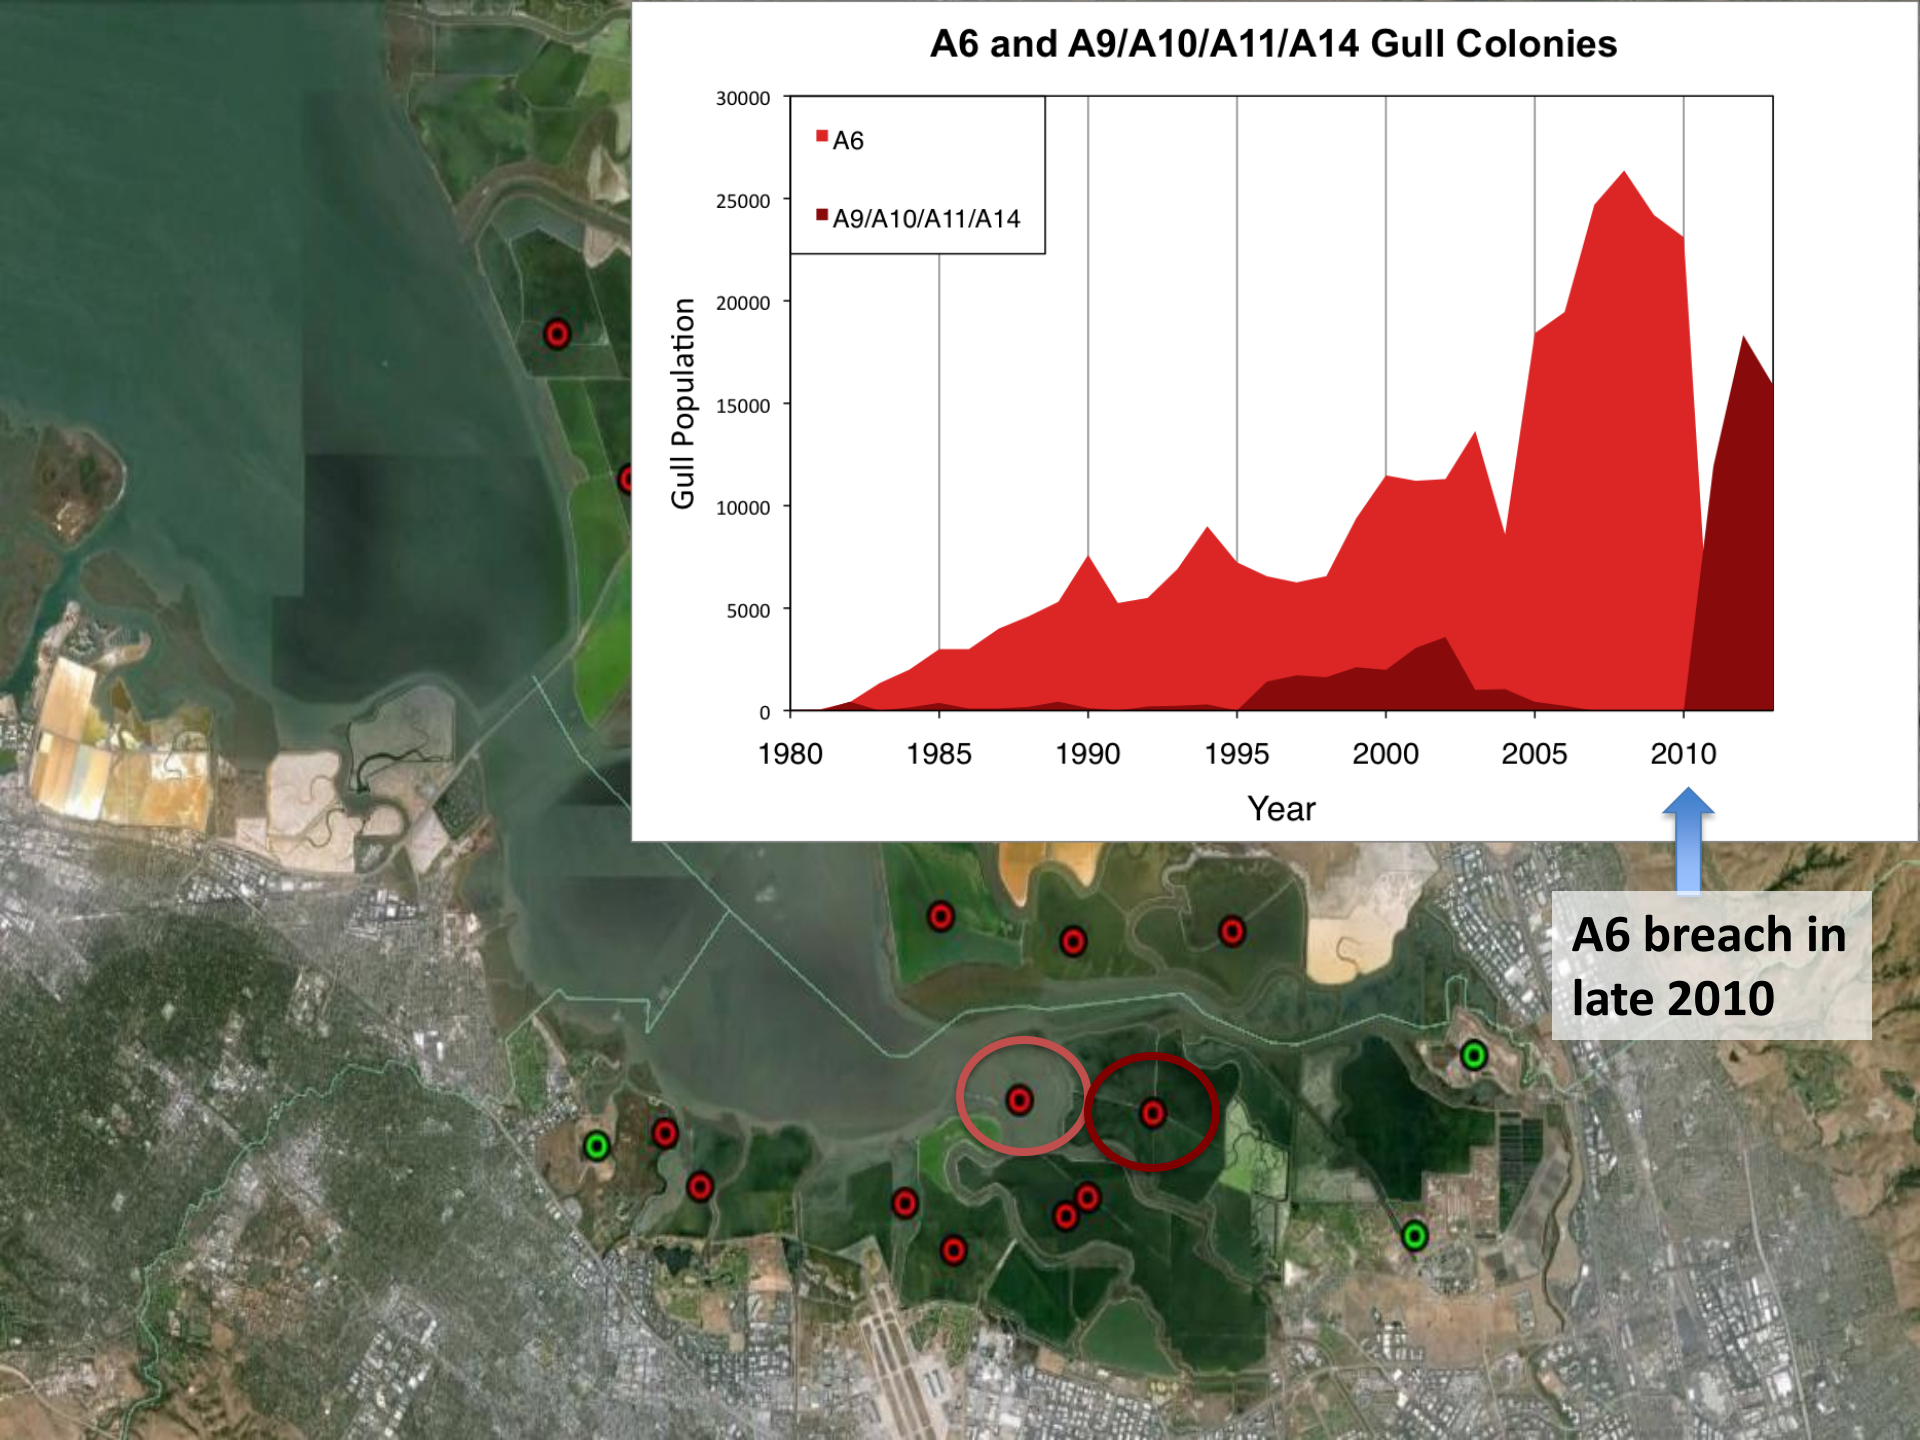 A6 and A9/A10/A11/A14 Gull Colonies
30000
25000
20000
15000
10000
5000
0
A6
A9/A10/A11/A14
Gull Population
1980 1985 1990 1995 2000 2005 2010
Year
A6 breach in
late 2010